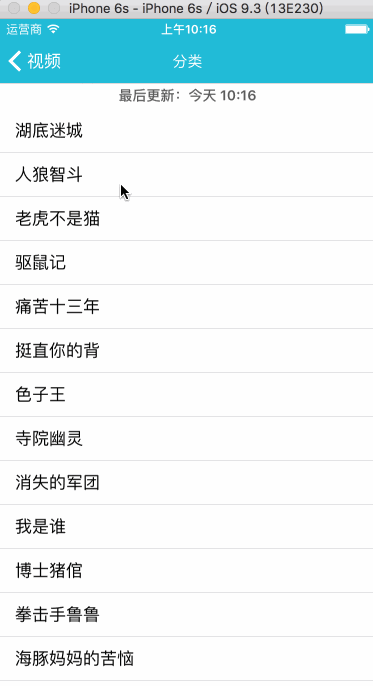 iPhone 6s - iPhone 6s / iOS 9.3 (13E230)
运营商 上午10:16
视频 分类
最后更新：今天 10:16
湖底迷城
人狼智斗
老虎不是猫
驱鼠记
痛苦十三年
挺直你的背
色子王
寺院幽灵
消失的军团
我是谁
博士猪倌
拳击手鲁鲁
海豚妈妈的苦恼